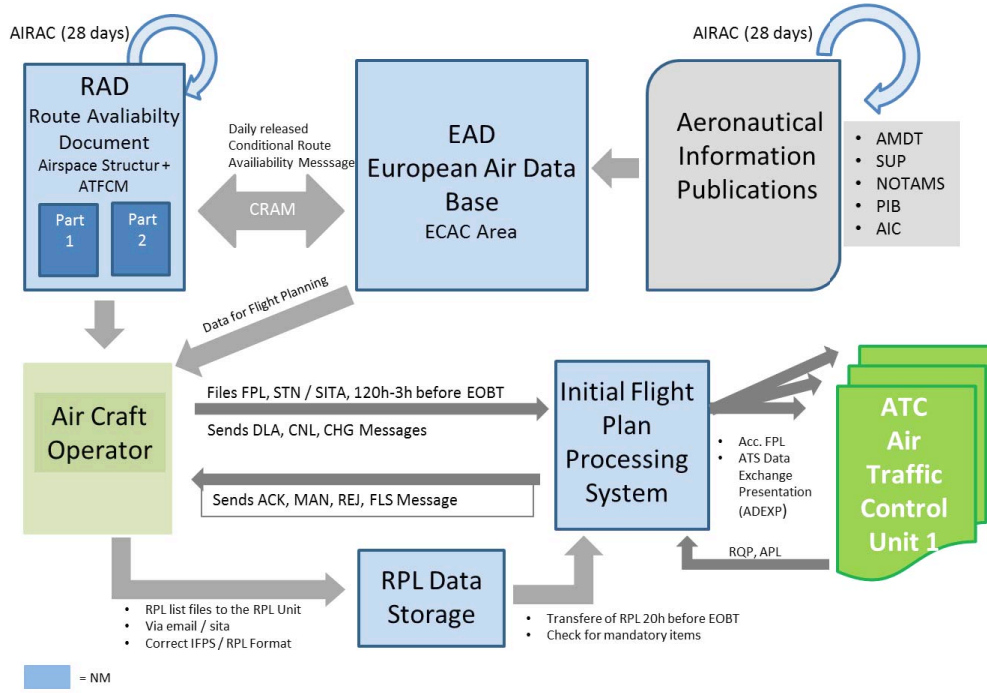 AIRAC (28 days)
AIRAC (28 days)
RAD
Route Avaliabilty
Document
Airspace Structur +
ATFCM
Part
1
Part
2
Daily released
Conditional Route
Availiability Messsage
CRAM
EAD
European Air Data
Base
ECAC Area
Aeronautical
Information
Publications
• AMDT
• SUP
• NOTAMS
• PIB
• AIC
Data for Flight Planning
Air Craft
Operator
Files FPL, STN / SITA, 120h-3h before EOBT
Sends DLA, CNL, CHG Messages
Sends ACK, MAN, REJ, FLS Message
Initial Flight
Plan
Processing
System
• Acc. FPL
• ATS Data
Exchange
Presentation
(ADEXP)
ATC
Air
Traffic
Control
Unit 1
RQP, APL
RPL Data
Storage
• RPL list files to the RPL Unit
• Via email / sita
• Correct IFPS / RPL Format
• Transfere of RPL 20h before EOBT
• Check for mandatory items
= NM